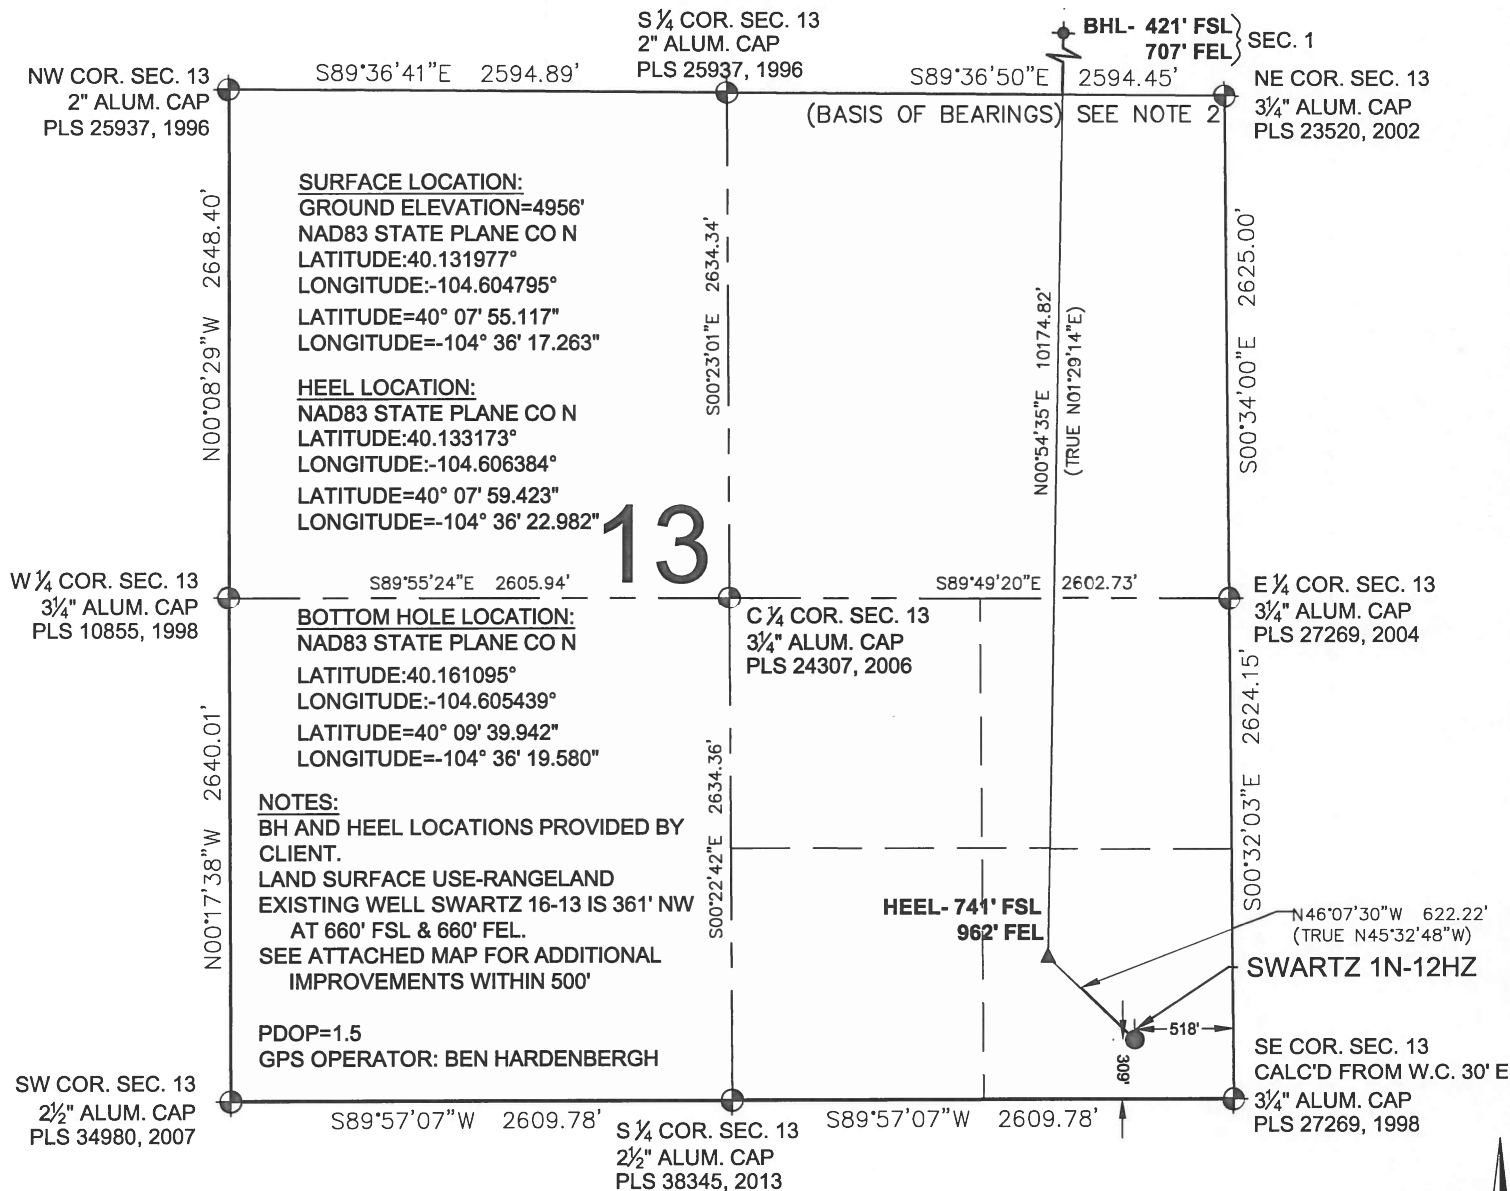 S ¼ COR. SEC. 13
2" ALUM. CAP
PLS 25937, 1996
BHL- 421' FSL
707' FEL
SEC. 1
NW COR. SEC. 13
2" ALUM. CAP
PLS 25937, 1996
S89°36'41"E 2594.89'
S89°36'50"E 2594.45'
(BASIS OF BEARINGS) SEE NOTE 2
NE COR. SEC. 13
3¼" ALUM. CAP
PLS 23520, 2002
SURFACE LOCATION:
GROUND ELEVATION=4956'
NAD83 STATE PLANE CO N
LATITUDE:40.131977°
LONGITUDE:-104.604795°
LATITUDE=40° 07' 55.117"
LONGITUDE=-104° 36' 17.263"
HEEL LOCATION:
NAD83 STATE PLANE CO N
LATITUDE:40.133173°
LONGITUDE:-104.606384°
LATITUDE=40° 07' 59.423"
LONGITUDE=-104° 36' 22.982"
N00°08'29"W 2648.40'
S00°23'01"E 2634.34'
N00°54'35"E 10174.82'
(TRUE N01°29'14"E)
S00°34'00"E 2625.00'
13
W ¼ COR. SEC. 13
3¼" ALUM. CAP
PLS 10855, 1998
S89°55'24"E 2605.94'
S89°49'20"E 2602.73'
C ¼ COR. SEC. 13
3¼" ALUM. CAP
PLS 24307, 2006
E ¼ COR. SEC. 13
3¼" ALUM. CAP
PLS 27269, 2004
BOTTOM HOLE LOCATION:
NAD83 STATE PLANE CO N
LATITUDE:40.161095°
LONGITUDE:-104.605439°
LATITUDE=40° 09' 39.942"
LONGITUDE=-104° 36' 19.580"
N00°17'38"W 2640.01'
S00°22'42"E 2634.36'
S00°32'03"E 2624.15'
NOTES:
BH AND HEEL LOCATIONS PROVIDED BY
CLIENT.
LAND SURFACE USE-RANGELAND
EXISTING WELL SWARTZ 16-13 IS 361' NW
AT 660' FSL & 660' FEL.
SEE ATTACHED MAP FOR ADDITIONAL
IMPROVEMENTS WITHIN 500'
PDOP=1.5
GPS OPERATOR: BEN HARDENBERGH
HEEL- 741' FSL
962' FEL
N46°07'30"W 622.22'
(TRUE N45°32'48"W)
SWARTZ 1N-12HZ
518'
309'
SE COR. SEC. 13
CALC'D FROM W.C. 30' E
3¼" ALUM. CAP
PLS 27269, 1998
SW COR. SEC. 13
2½" ALUM. CAP
PLS 34980, 2007
S89°57'07"W 2609.78'
S89°57'07"W 2609.78'
S ¼ COR. SEC. 13
2½" ALUM. CAP
PLS 38345, 2013